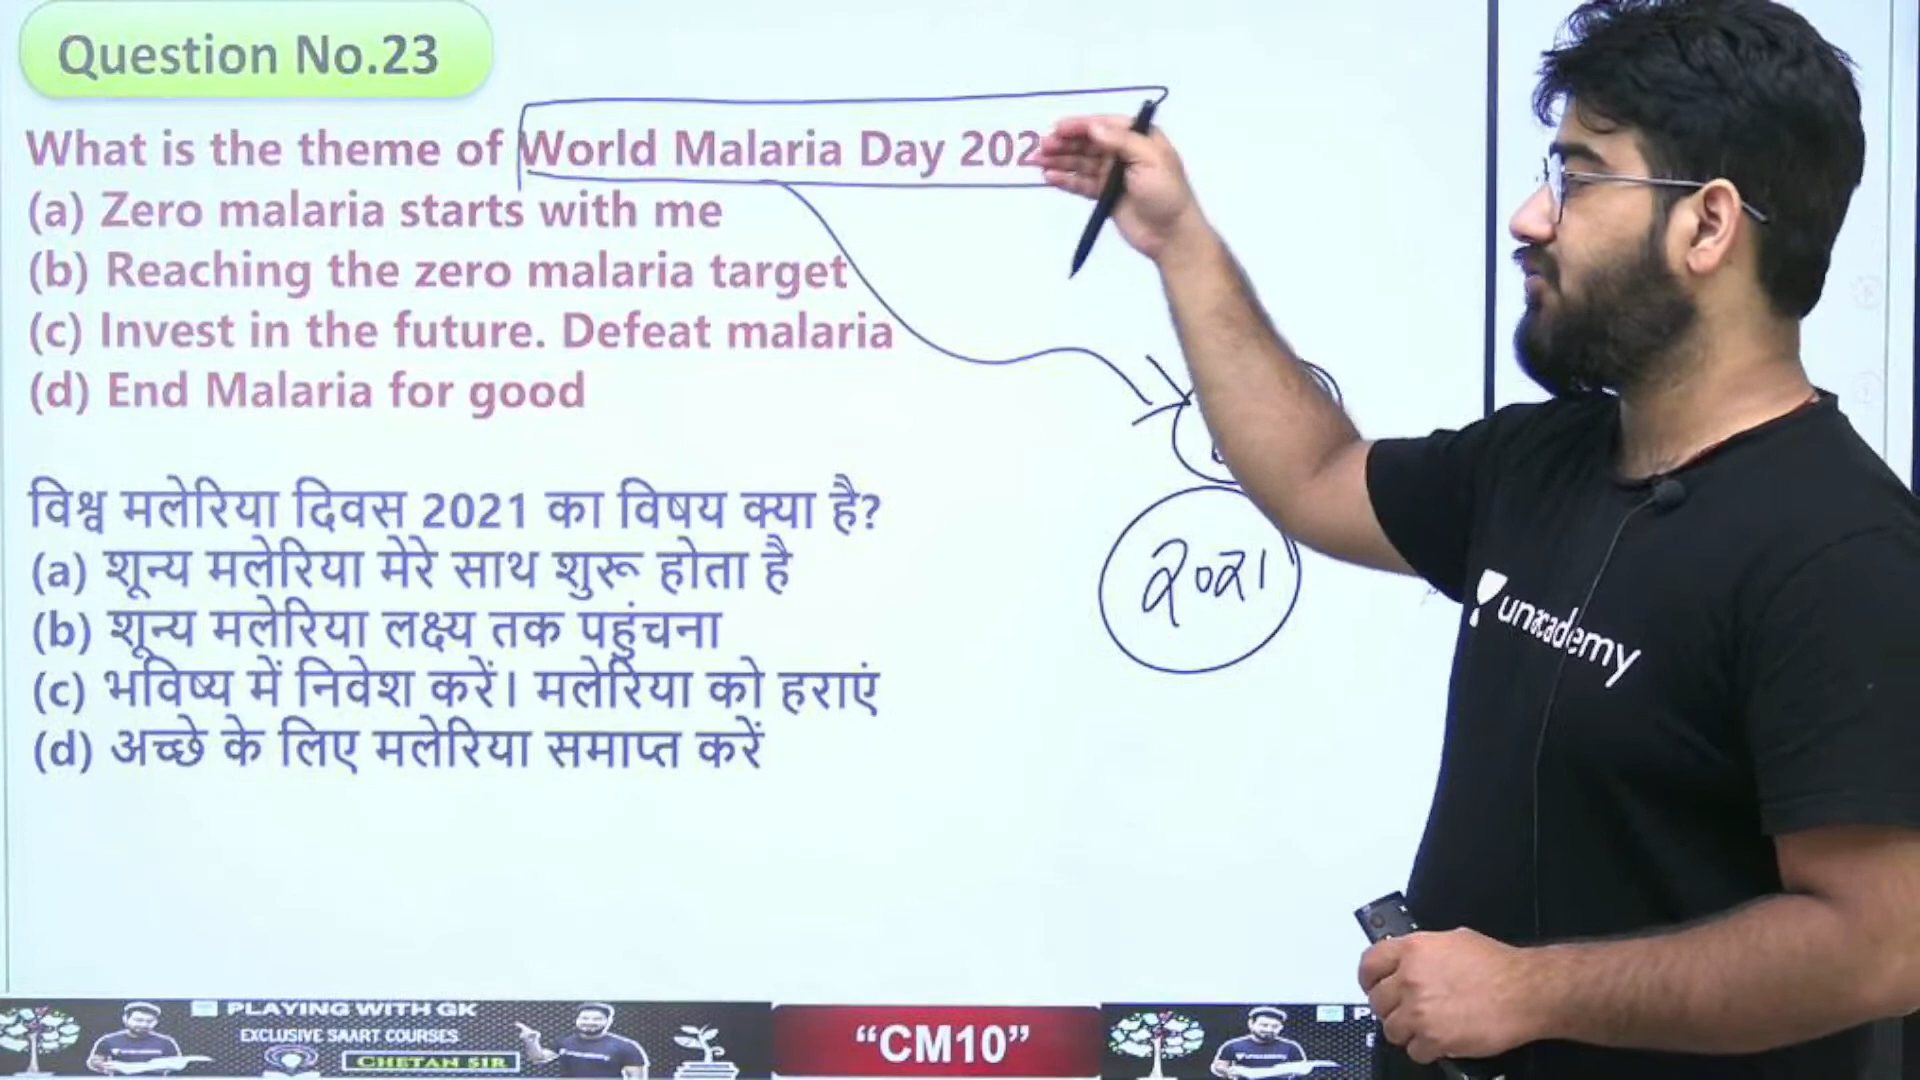 Question No.23
What is the theme of World Malaria Day 202
(a) Zero malaria starts with me
(b) Reaching the zero malaria target
(c) Invest in the future. Defeat malaria
(d) End Malaria for good
विश्व मलेरिया दिवस 2021 का विषय क्या है?
(a) शून्य मलेरिया मेरे साथ शुरू होता है
(b) शून्य मलेरिया लक्ष्य तक पहुंचना
(c) भविष्य में निवेश करें। मलेरिया को हराएं
(d) अच्छे के लिए मलेरिया समाप्त करें
2021
unacademy
PLAYING WITH GK
EXCLUSIVE SAART COURSES
CHETAN SIR
“CM10”